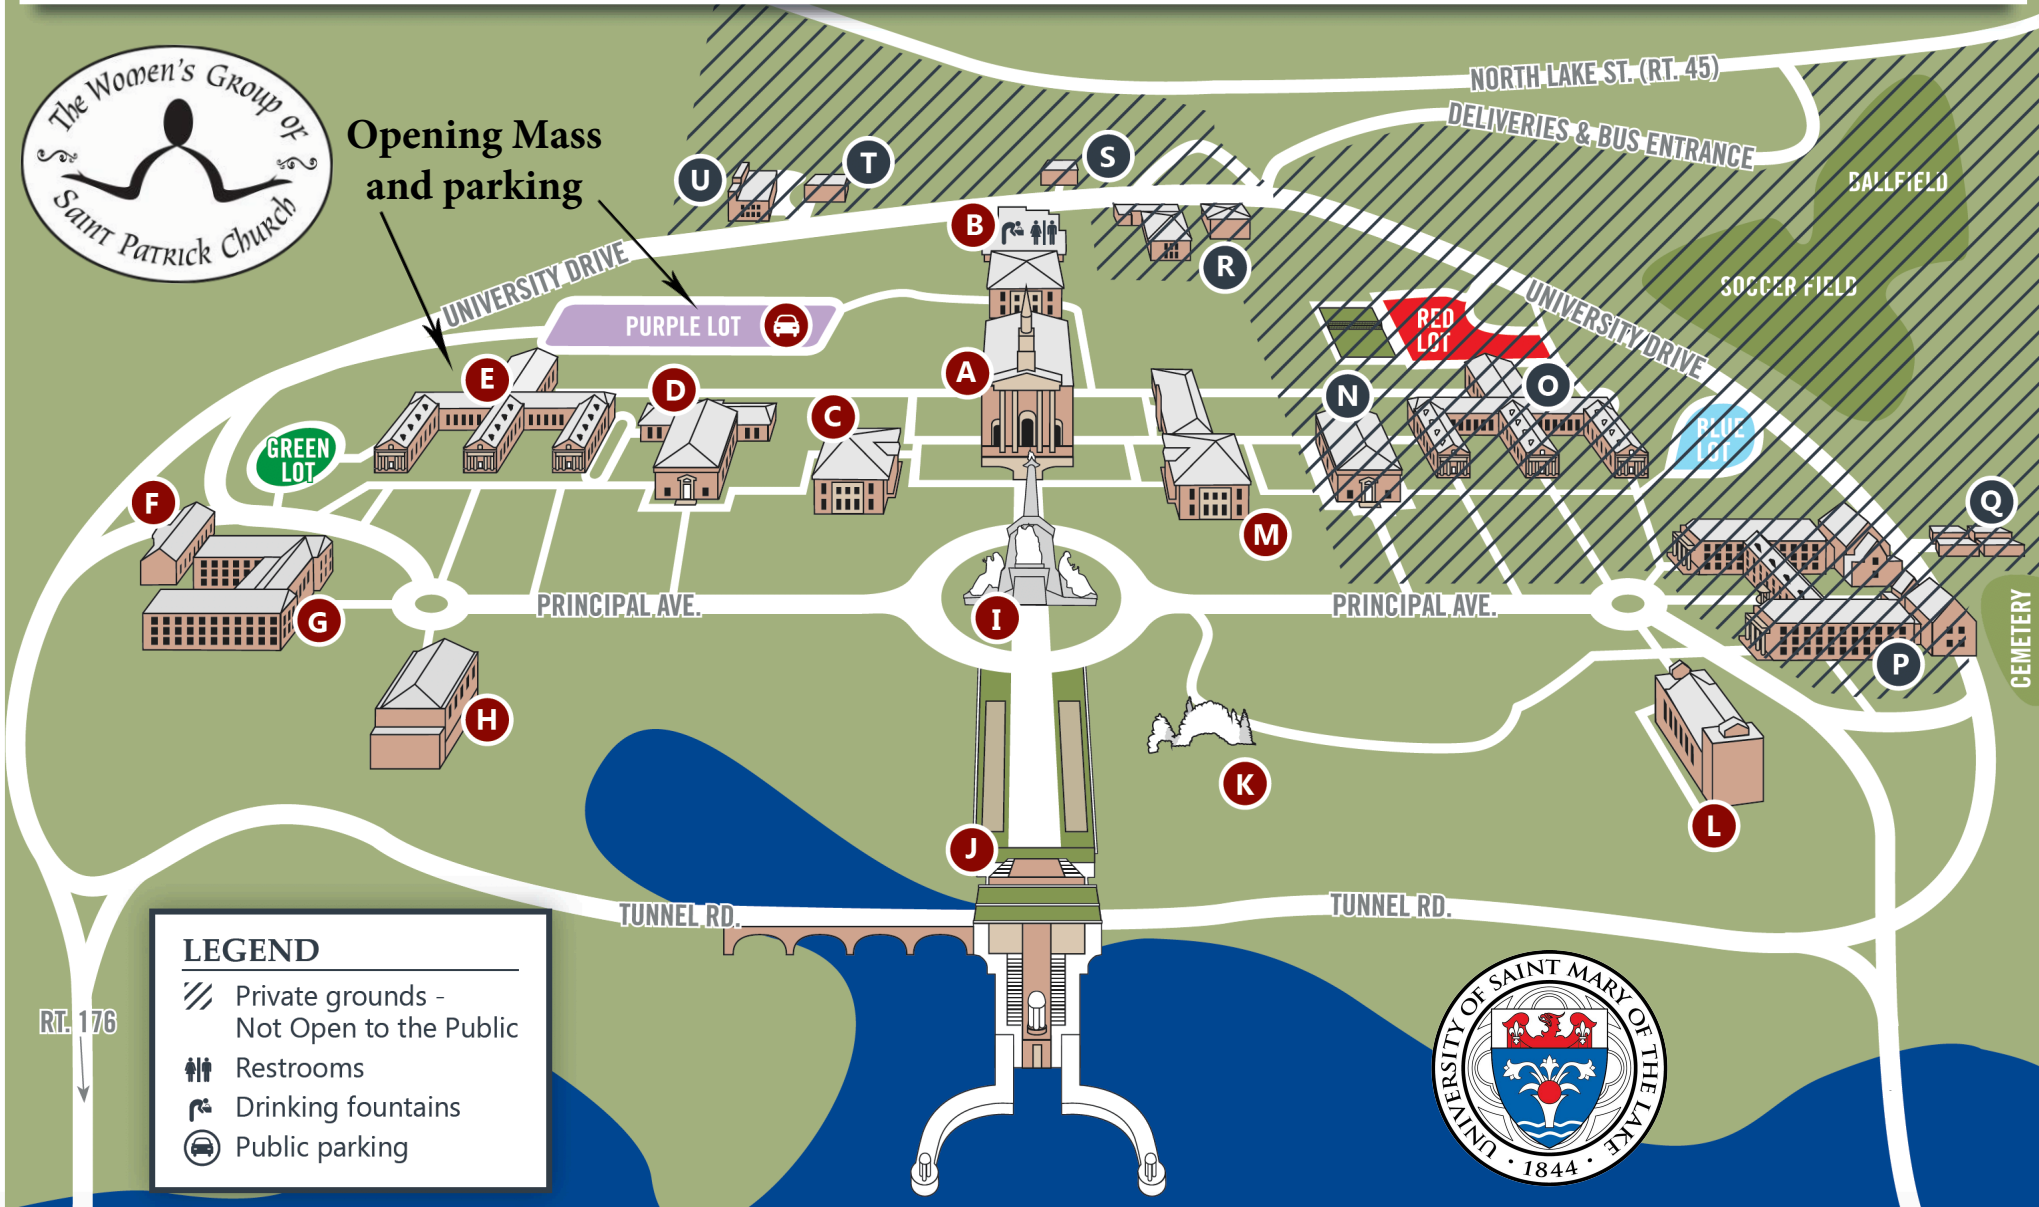 The Women's Group of
Saint Patrick Church
Opening Mass
and parking
NORTH LAKE ST. (RT. 45)
DELIVERIES & BUS ENTRANCE
BALLFIELD
SOCCER FIELD
U
T
S
B
R
UNIVERSITY DRIVE
UNIVERSITY DRIVE
PURPLE LOT
RED
LOT
E
D
C
A
N
O
GREEN
LOT
BLUE
LOT
F
M
Q
G
PRINCIPAL AVE.
I
PRINCIPAL AVE.
CEMETERY
P
H
K
L
J
TUNNEL RD.
TUNNEL RD.
RT. 176
LEGEND
Private grounds -
Not Open to the Public
Restrooms
Drinking fountains
Public parking
UNIVERSITY OF SAINT MARY OF THE LAKE
· 1844 ·